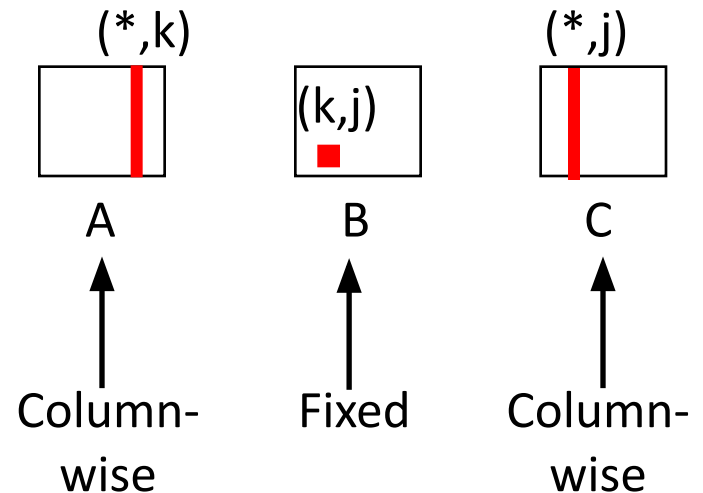 (*,k)
(*,j)
(k,j)
A
B
C
Column-
wise
Fixed
Column-
wise